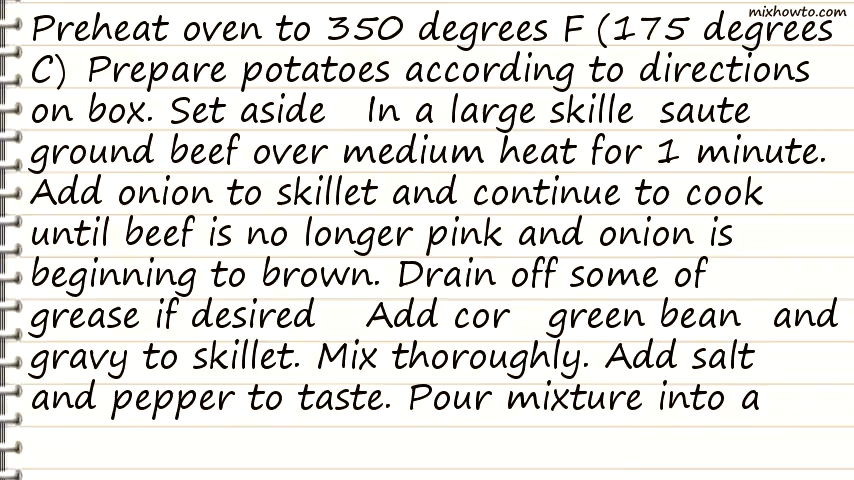 mixhowto.com
Preheat oven to 350 degrees F (175 degrees
C) Prepare potatoes according to directions
on box. Set aside In a large skille saute
ground beef over medium heat for 1 minute.
Add onion to skillet and continue to cook
until beef is no longer pink and onion is
beginning to brown. Drain off some of
grease if desired Add cor green bean and
gravy to skillet. Mix thoroughly. Add salt
and pepper to taste. Pour mixture into a